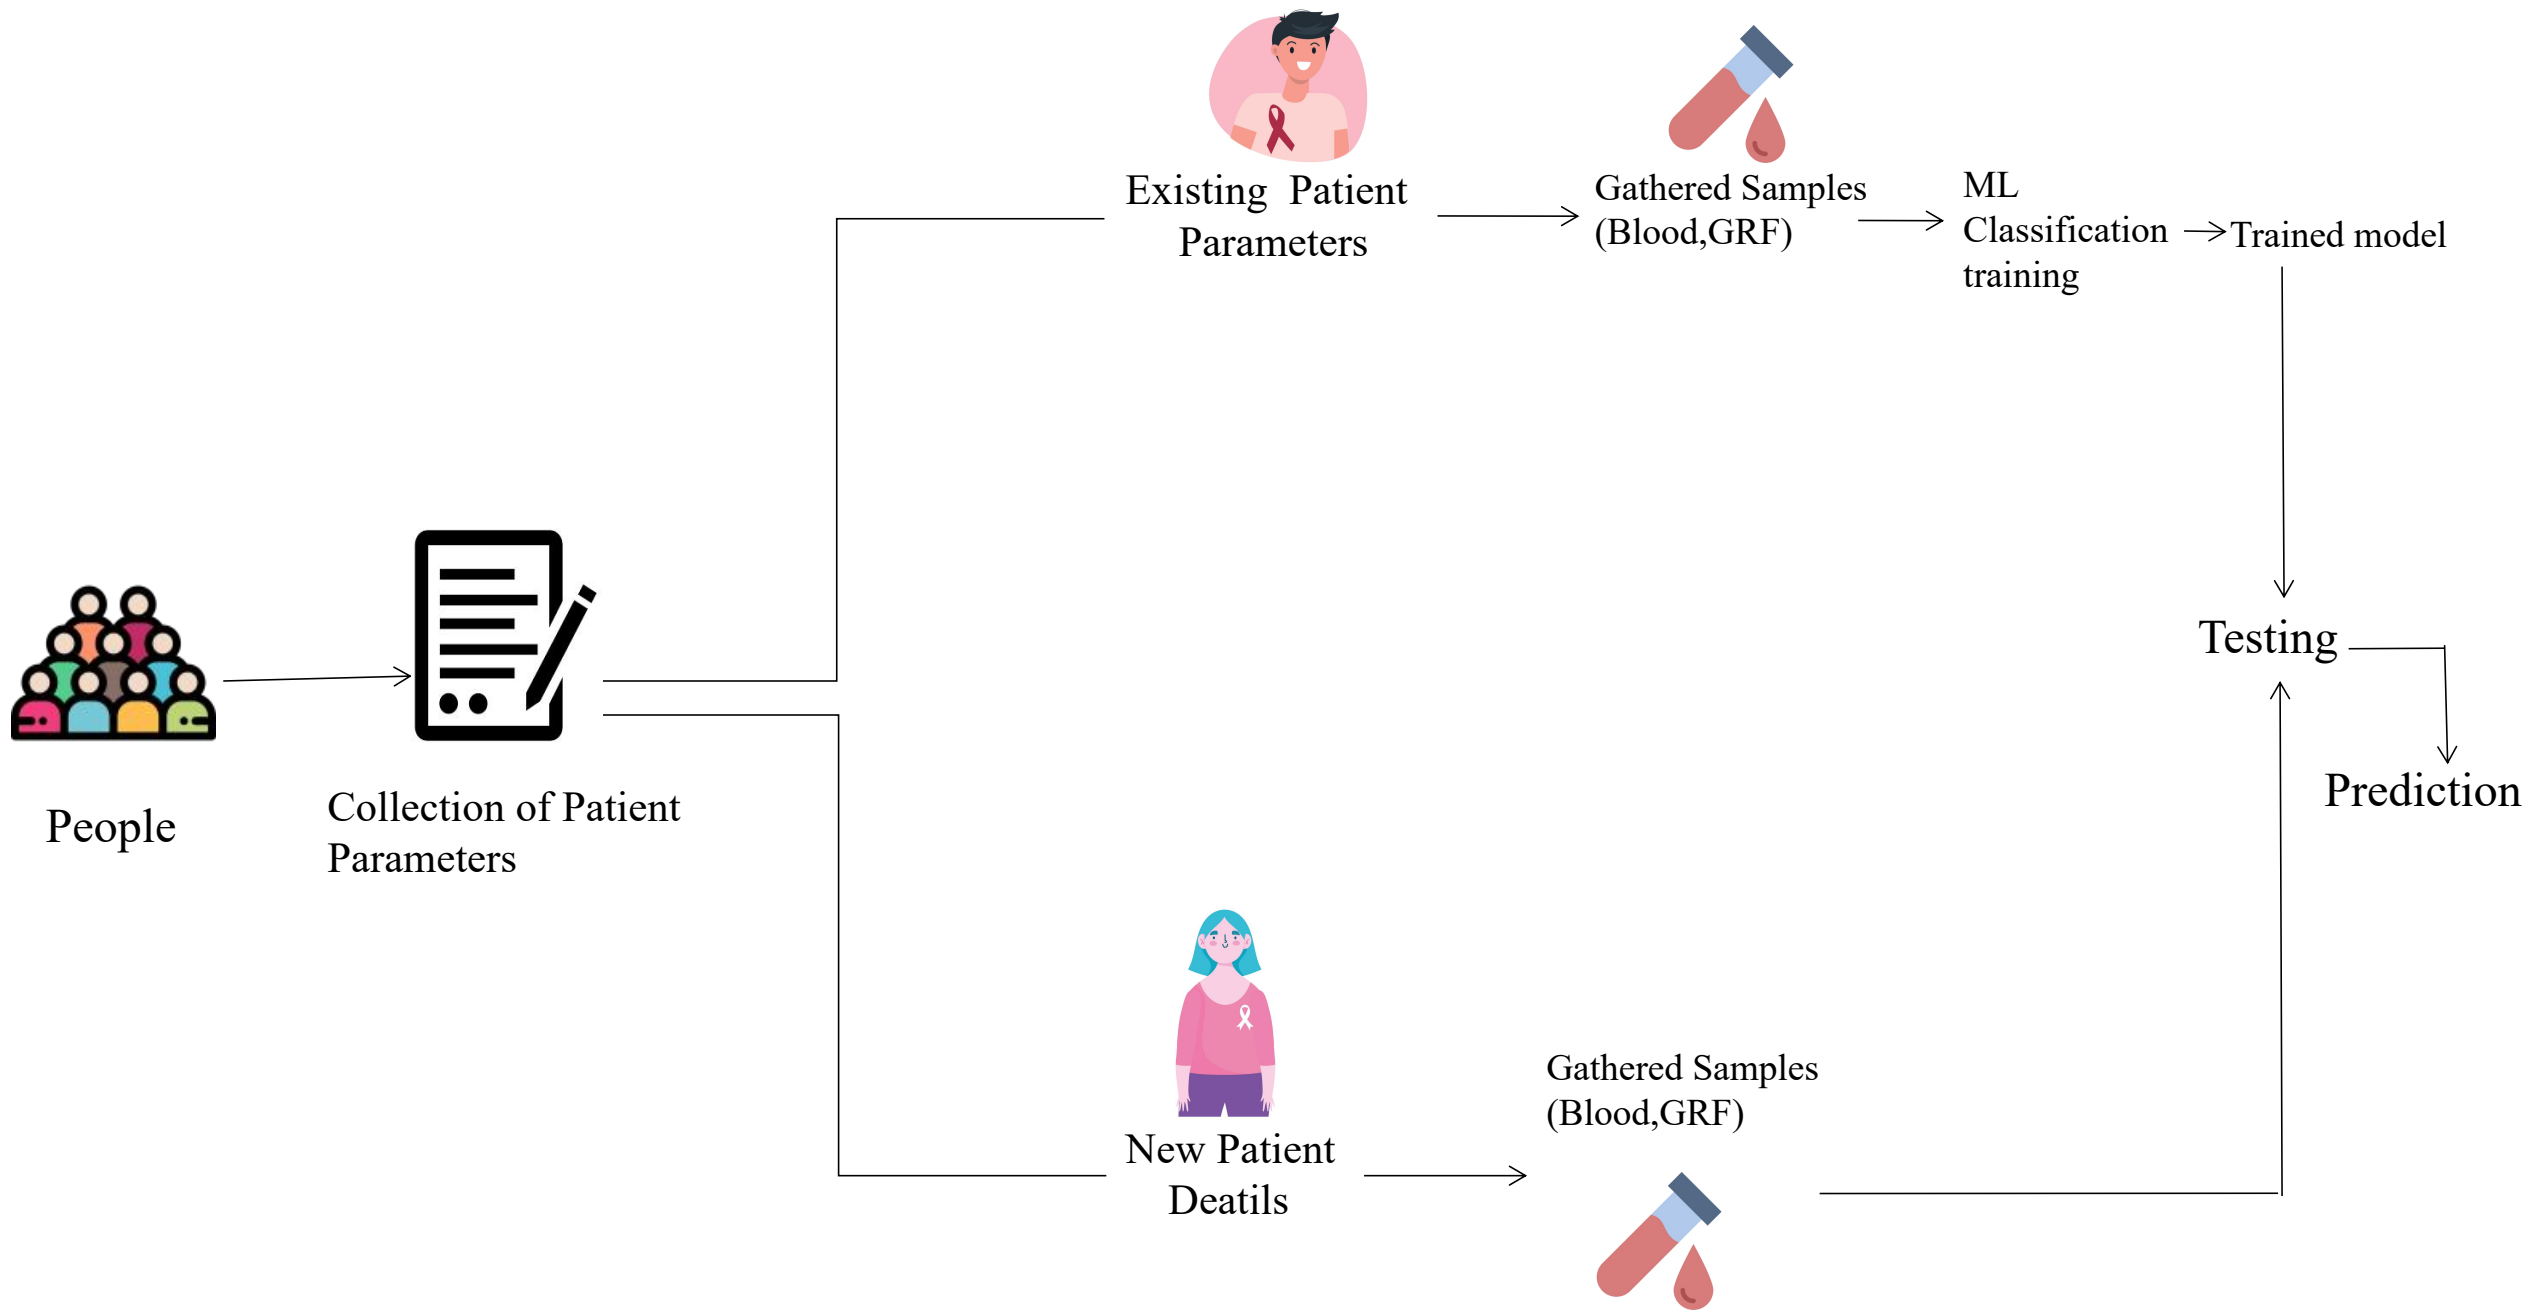 Existing  Patient
Parameters
Gathered Samples
(Blood,GRF)
ML
Classification
training
Trained model
Testing
Prediction
People
Collection of Patient
Parameters
New Patient
Deatils
Gathered Samples
(Blood,GRF)